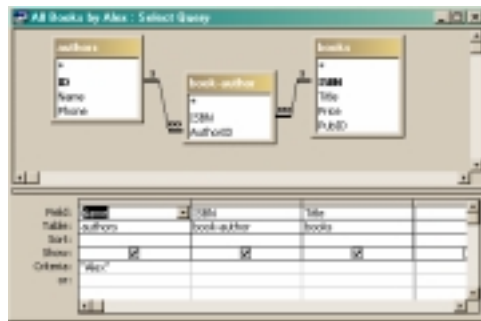 All Books by Alex : Select Query
authors
*
ID
Name
Phone
book-author
*
ISBN
AuthorID
books
*
ISBN
Title
Price
PubID
1
∞
1
∞
Field: Name ISBN Title
Table: authors book-author books
Sort:
Show:
Criteria: "Alex"
or: